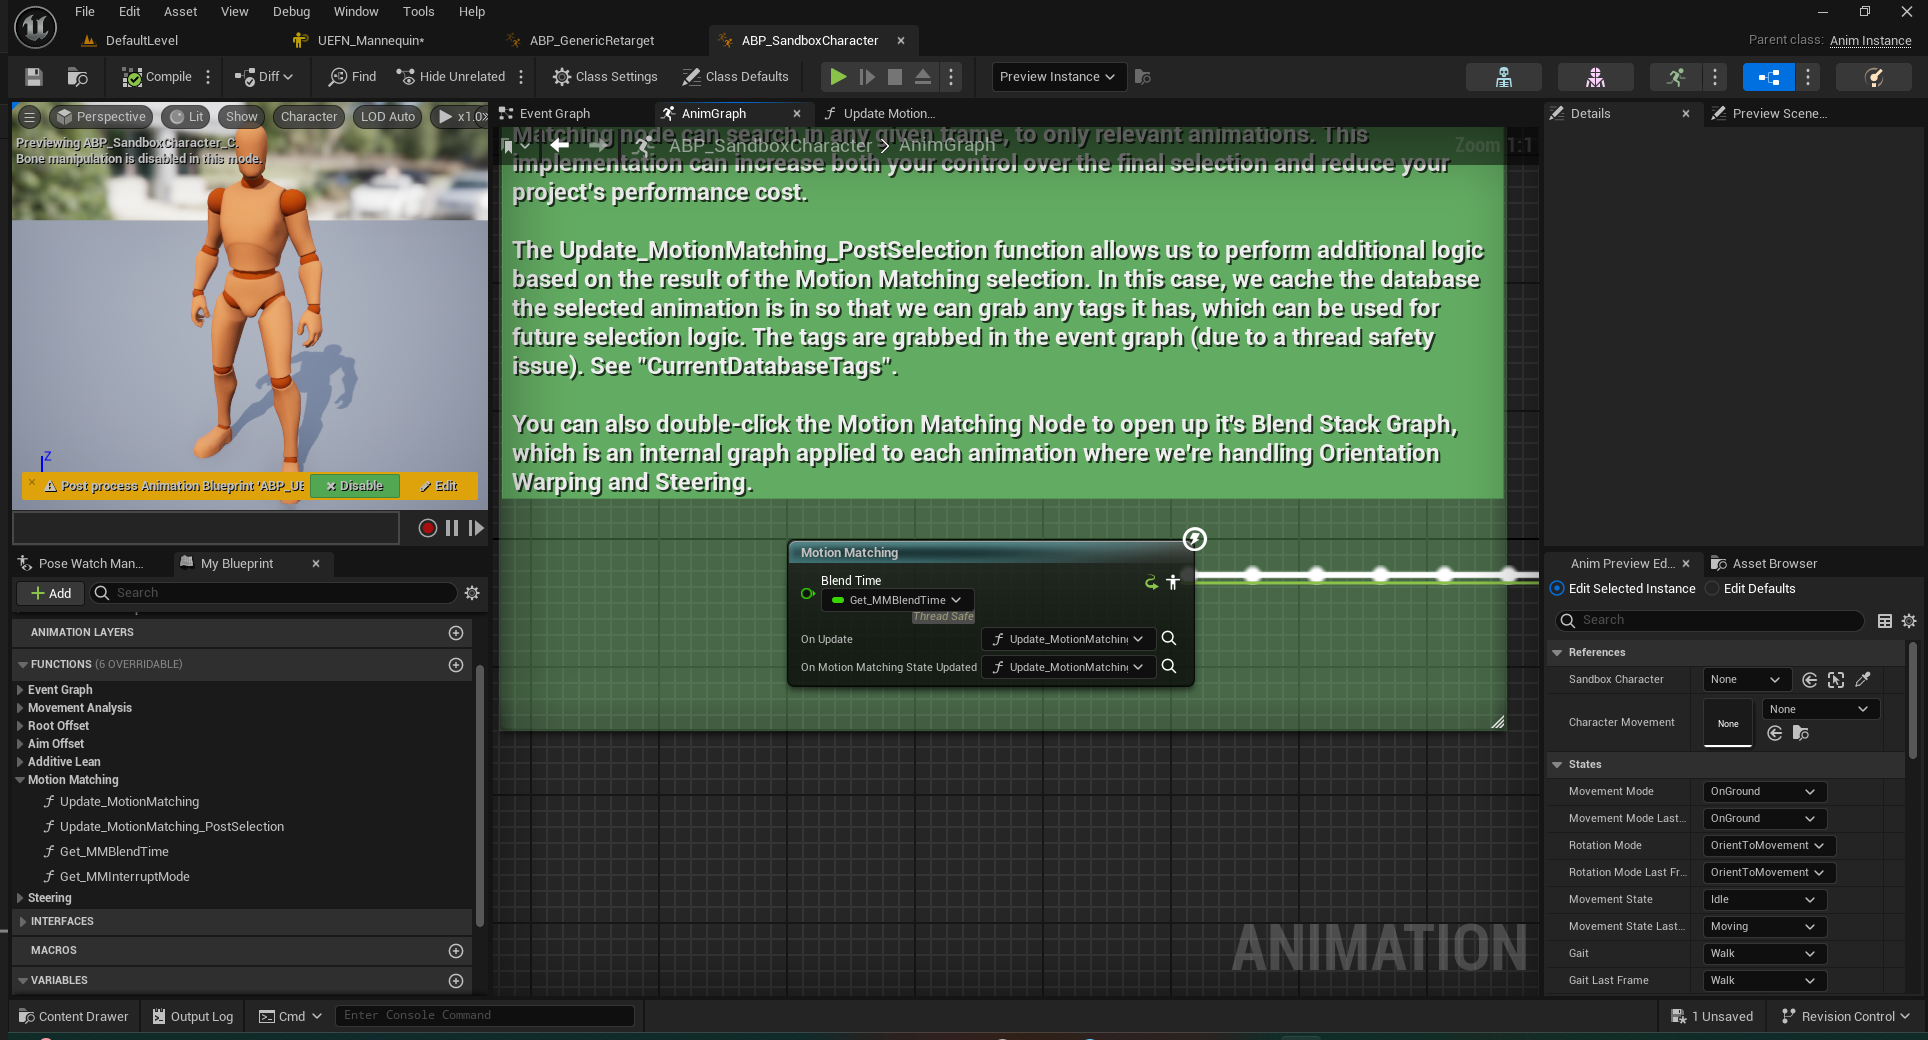 File Edit Asset View Debug Window Tools Help
DefaultLevel UEFN_Mannequin* ABP_GenericRetarget ABP_SandboxCharacter
Parent class: Anim Instance
Compile Diff Find Hide Unrelated Class Settings Class Defaults Preview Instance
Perspective Lit Show Character LOD Auto x1.0
Previewing ABP_SandboxCharacter_C.
Bone manipulation is disabled in this mode.
Z
Post process Animation Blueprint 'ABP_UE Disable Edit
Pose Watch Man... My Blueprint
Add Search
ANIMATION LAYERS
FUNCTIONS (6 OVERRIDABLE)
Event Graph
Movement Analysis
Root Offset
Aim Offset
Additive Lean
Motion Matching
Update_MotionMatching
Update_MotionMatching_PostSelection
Get_MMBlendTime
Get_MMInterruptMode
Steering
INTERFACES
MACROS
VARIABLES
Event Graph AnimGraph Update Motion...
Matching node can search in any given frame, to only relevant animations. This
ABP_SandboxCharacter > AnimGraph Zoom 1:1
implementation can increase both your control over the final selection and reduce your
project's performance cost.
The Update_MotionMatching_PostSelection function allows us to perform additional logic
based on the result of the Motion Matching selection. In this case, we cache the database
the selected animation is in so that we can grab any tags it has, which can be used for
future selection logic. The tags are grabbed in the event graph (due to a thread safety
issue). See "CurrentDatabaseTags".
You can also double-click the Motion Matching Node to open up it's Blend Stack Graph,
which is an internal graph applied to each animation where we're handling Orientation
Warping and Steering.
Motion Matching
Blend Time
Get_MMBlendTime
Thread Safe
On Update Update_MotionMatching
On Motion Matching State Updated Update_MotionMatching
ANIMATION
Details Preview Scene...
Anim Preview Ed... Asset Browser
Edit Selected Instance Edit Defaults
Search
References
Sandbox Character None
Character Movement None None
States
Movement Mode OnGround
Movement Mode Last... OnGround
Rotation Mode OrientToMovement
Rotation Mode Last Fr... OrientToMovement
Movement State Idle
Movement State Last... Moving
Gait Walk
Gait Last Frame Walk
Content Drawer Output Log Cmd Enter Console Command 1 Unsaved Revision Control